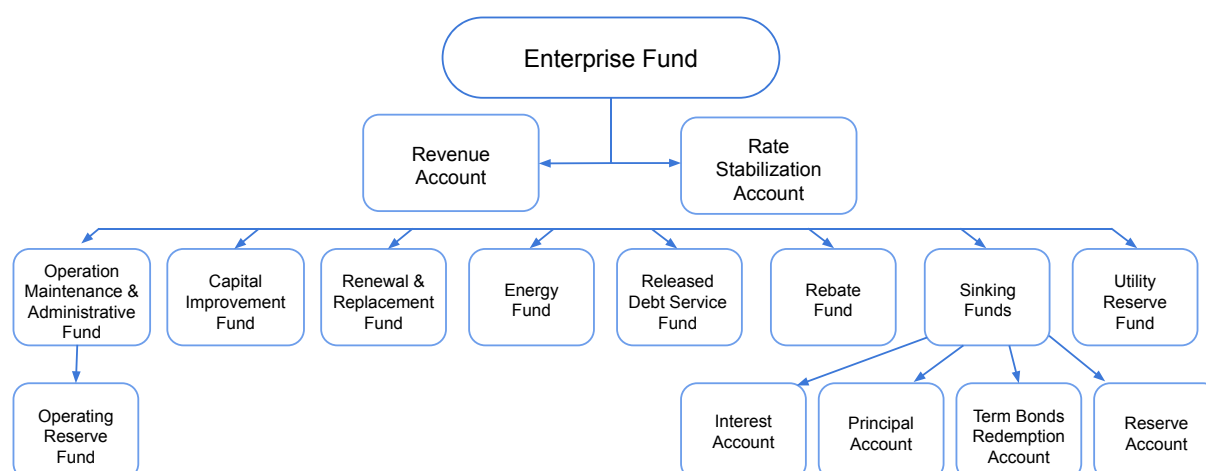 Enterprise Fund
Revenue
Account
Rate
Stabilization
Account
Operation
Maintenance &
Administrative
Fund
Capital
Improvement
Fund
Renewal &
Replacement
Fund
Energy
Fund
Released
Debt Service
Fund
Rebate
Fund
Sinking
Funds
Utility
Reserve
Fund
Operating
Reserve
Fund
Interest
Account
Principal
Account
Term Bonds
Redemption
Account
Reserve
Account